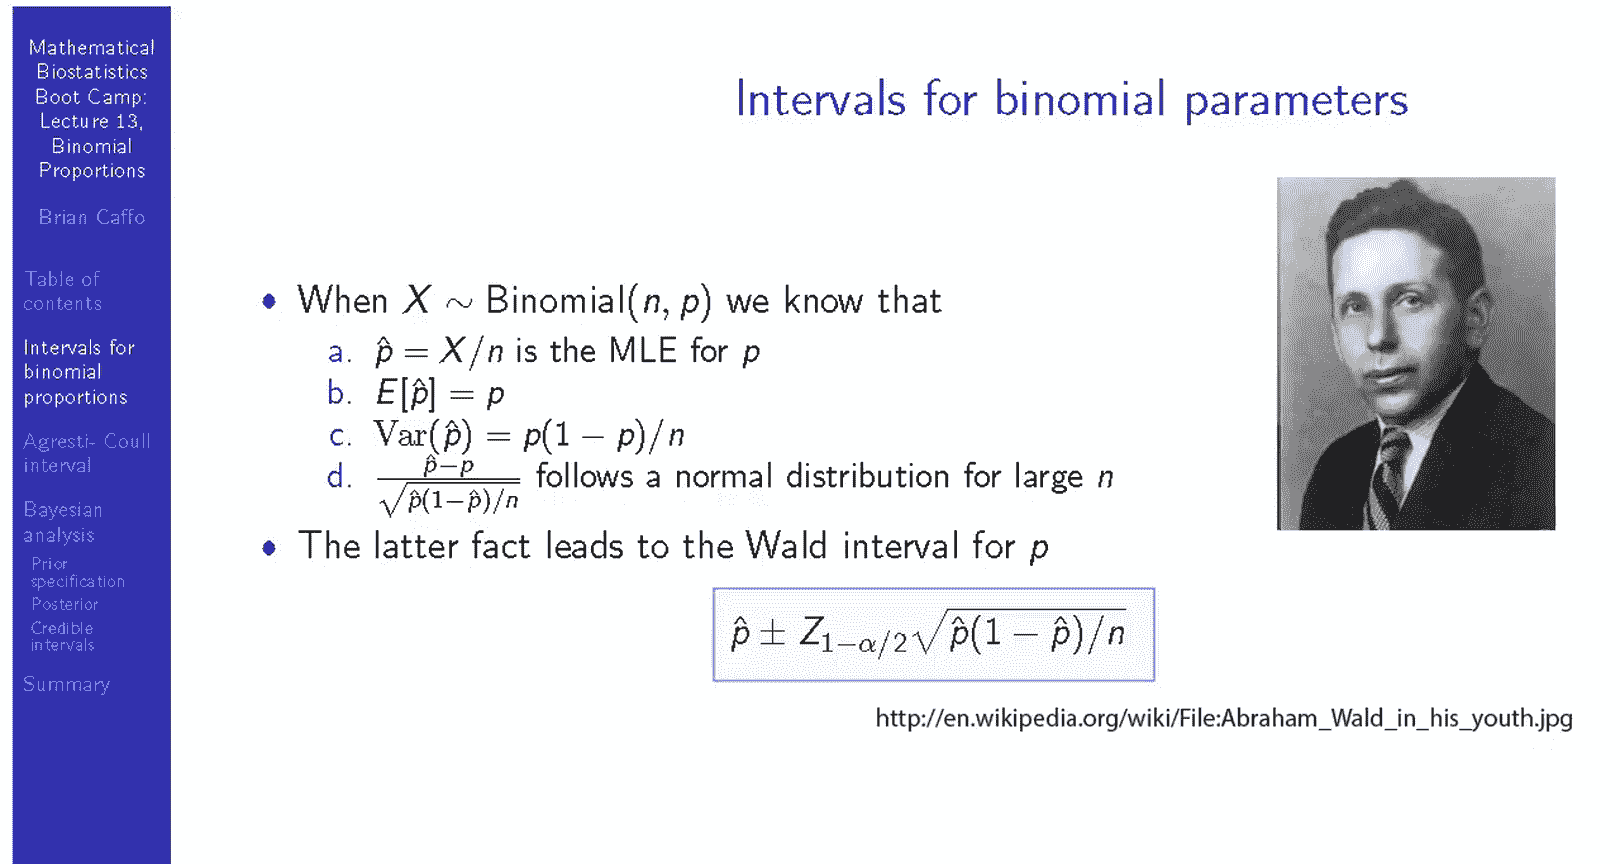 Mathematical
Biostatistics
Boot Camp:
Lecture 13,
Binomial
Proportions
Brian Caffo
Table of
contents
Intervals for
binomial
proportions
Agresti- Coull
interval
Bayesian
analysis
Prior
specification
Posterior
Credible
intervals
Summary
Intervals for binomial parameters
• When X ∼ Binomial(n, p) we know that
a. p̂ = X/n is the MLE for p
b. E[p̂] = p
c. Var(p̂) = p(1 − p)/n
d. (p̂−p)/√(p̂(1−p̂)/n) follows a normal distribution for large n
• The latter fact leads to the Wald interval for p
p̂ ± Z_{1−α/2}√(p̂(1 − p̂)/n)
http://en.wikipedia.org/wiki/File:Abraham_Wald_in_his_youth.jpg